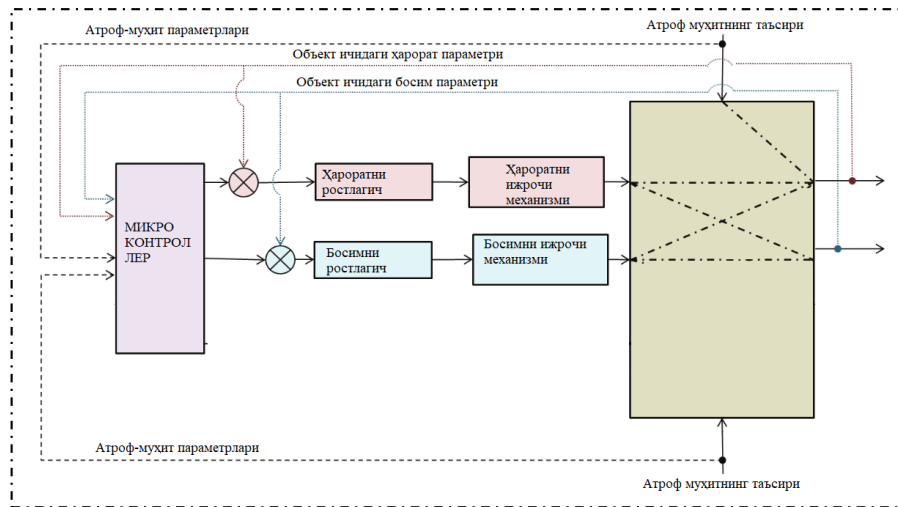 Атроф-муҳит параметрлари
Атроф муҳитнинг таъсири
Объект ичидаги ҳарорат параметри
Объект ичидаги босим параметри
МИКРО
КОНТРОЛ
ЛЕР
Ҳароратни
ростлагич
Ҳароратни
ижрочи
механизми
Босимни
ростлагич
Босимни ижрочи
механизми
Атроф-муҳит параметрлари
Атроф муҳитнинг таъсири